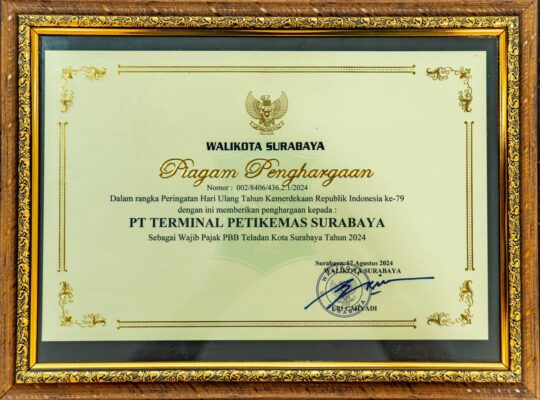 WALIKOTA SURABAYA
Piagam Penghargaan
Nomor : 002/8406/436.2.1/2024
Dalam rangka Peringatan Hari Ulang Tahun Kemerdekaan Republik Indonesia ke-79
dengan ini memberikan penghargaan kepada :
PT TERMINAL PETIKEMAS SURABAYA
Sebagai Wajib Pajak PBB Teladan Kota Surabaya Tahun 2024
Surabaya, 17 Agustus 2024
WALIKOTA SURABAYA
ERI CAHYADI